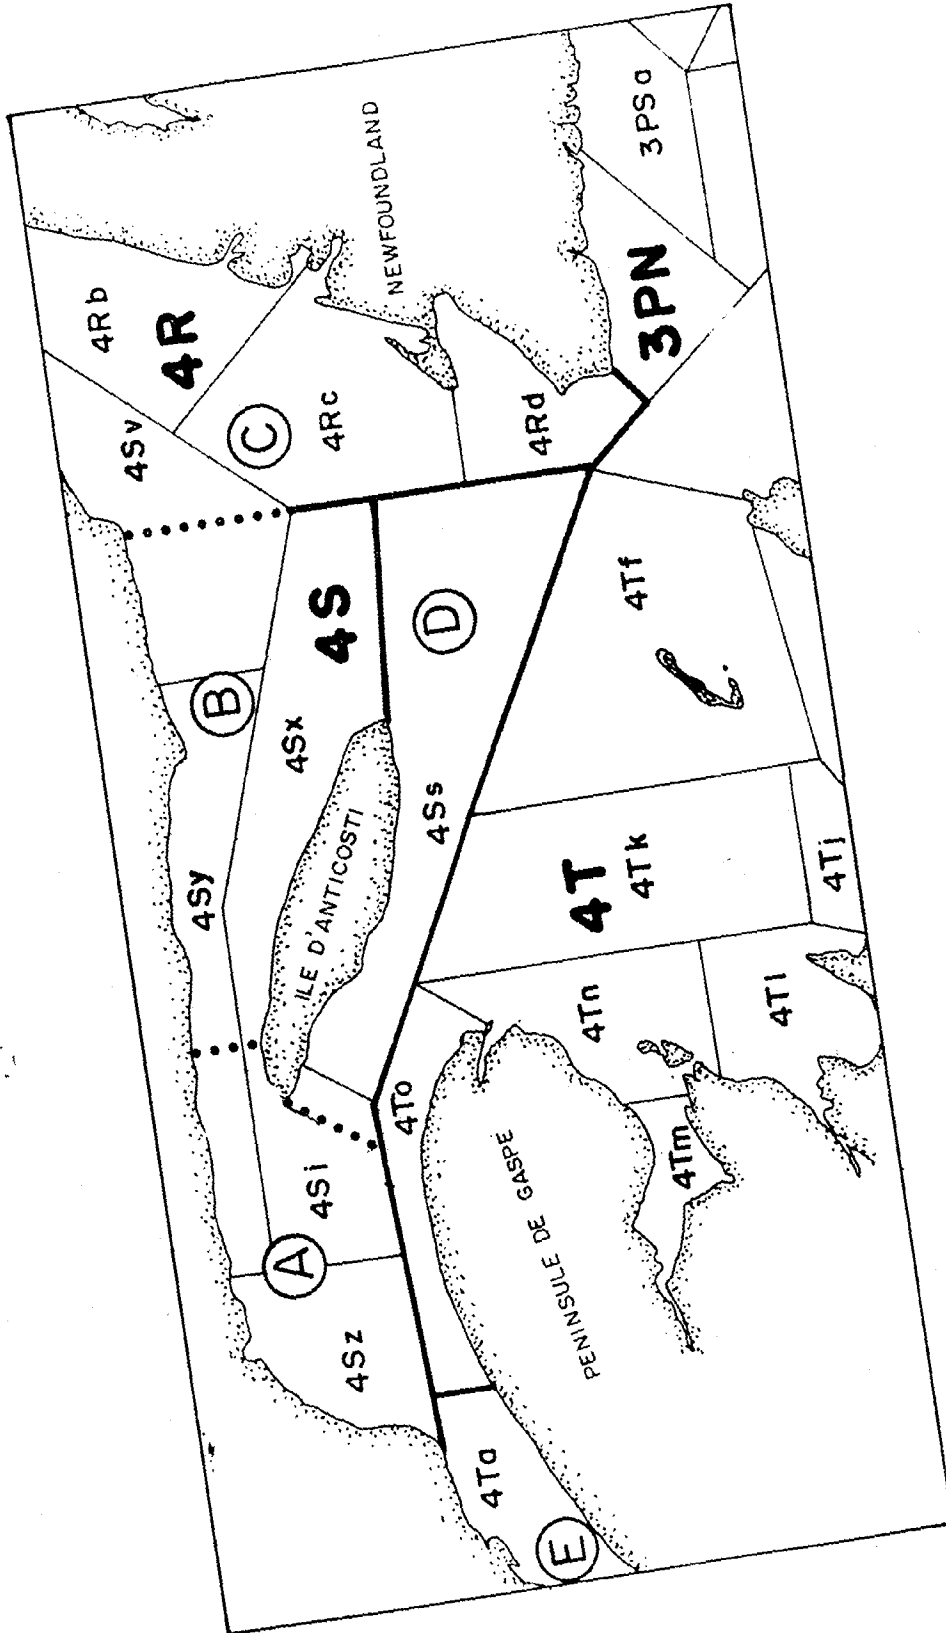 4Rb
4R
4Sv
C
4Rc
NEWFOUNDLAND
4Rd
3PN
3PSa
B
4Sy
4S
4Sx
ILE D'ANTICOSTI
D
4Ss
4Tf
4T
4Tk
4Tj
4Tn
4Tl
4Tm
4To
4Si
A
4Sz
PENINSULE DE GASPE
4Ta
E